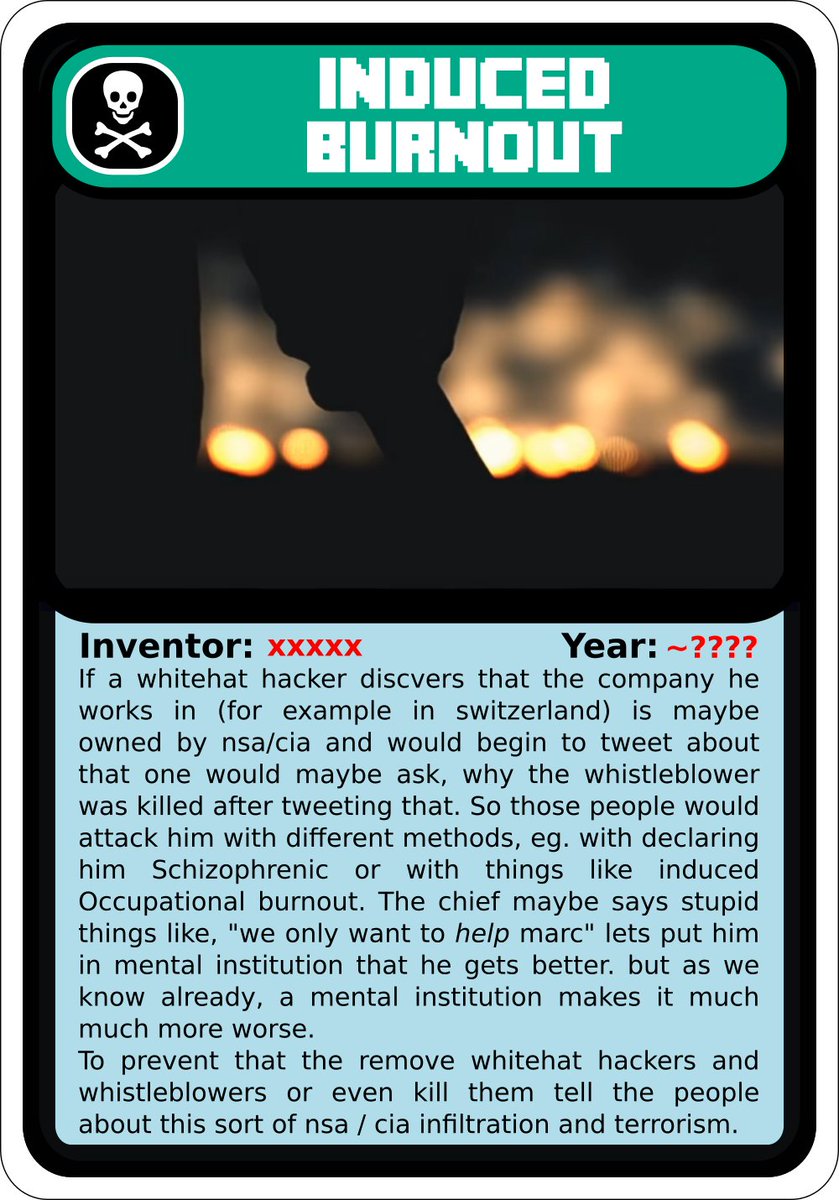 INDUCED
BURNOUT
Inventor: xxxxx Year: ~????
If a whitehat hacker discvers that the company he
works in (for example in switzerland) is maybe
owned by nsa/cia and would begin to tweet about
that one would maybe ask, why the whistleblower
was killed after tweeting that. So those people would
attack him with different methods, eg. with declaring
him Schizophrenic or with things like induced
Occupational burnout. The chief maybe says stupid
things like, "we only want to help marc" lets put him
in mental institution that he gets better. but as we
know already, a mental institution makes it much
much more worse.
To prevent that the remove whitehat hackers and
whistleblowers or even kill them tell the people
about this sort of nsa / cia infiltration and terrorism.